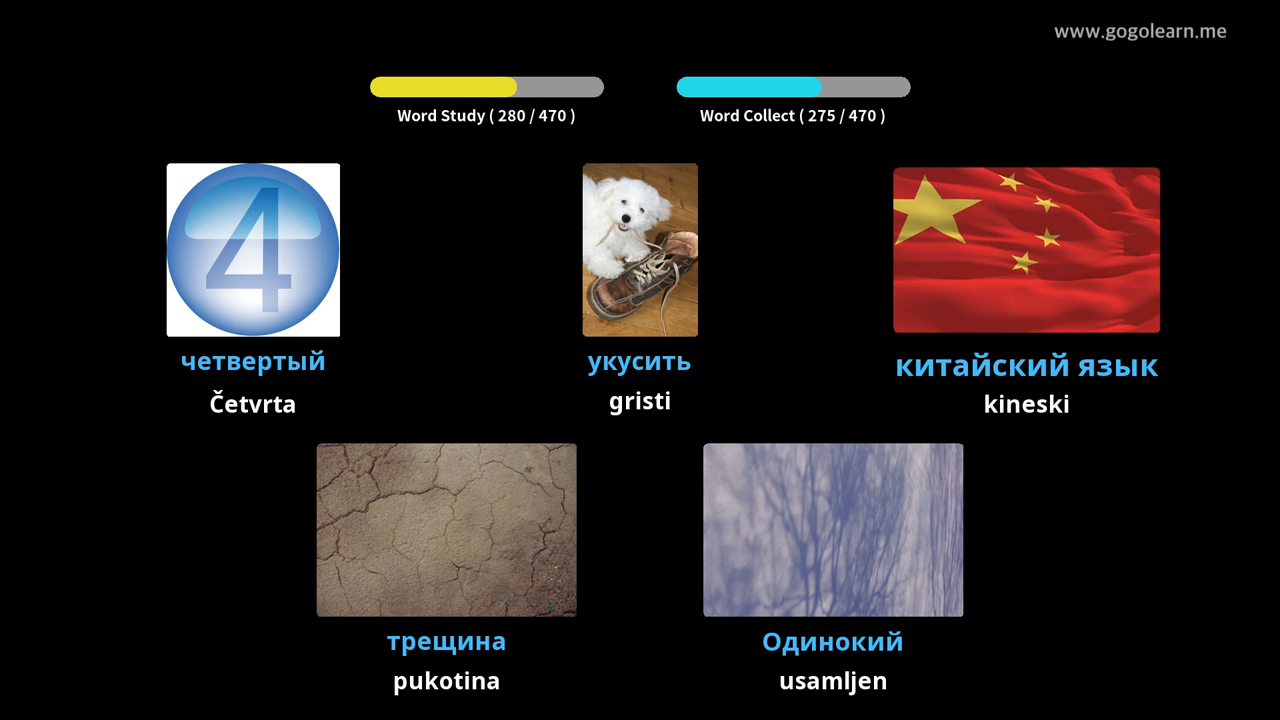 www.gogolearn.me
Word Study ( 280 / 470 )
Word Collect ( 275 / 470 )
4
четвертый
укусить
китайский язык
Četvrta
gristi
kineski
трещина
Одинокий
pukotina
usamljen